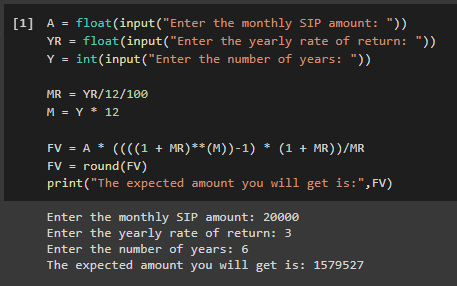 [1] A = float(input("Enter the monthly SIP amount: "))
YR = float(input("Enter the yearly rate of return: "))
Y = int(input("Enter the number of years: "))
MR = YR/12/100
M = Y * 12
FV = A * ((((1 + MR)**(M))-1) * (1 + MR))/MR
FV = round(FV)
print("The expected amount you will get is:",FV)
Enter the monthly SIP amount: 20000
Enter the yearly rate of return: 3
Enter the number of years: 6
The expected amount you will get is: 1579527